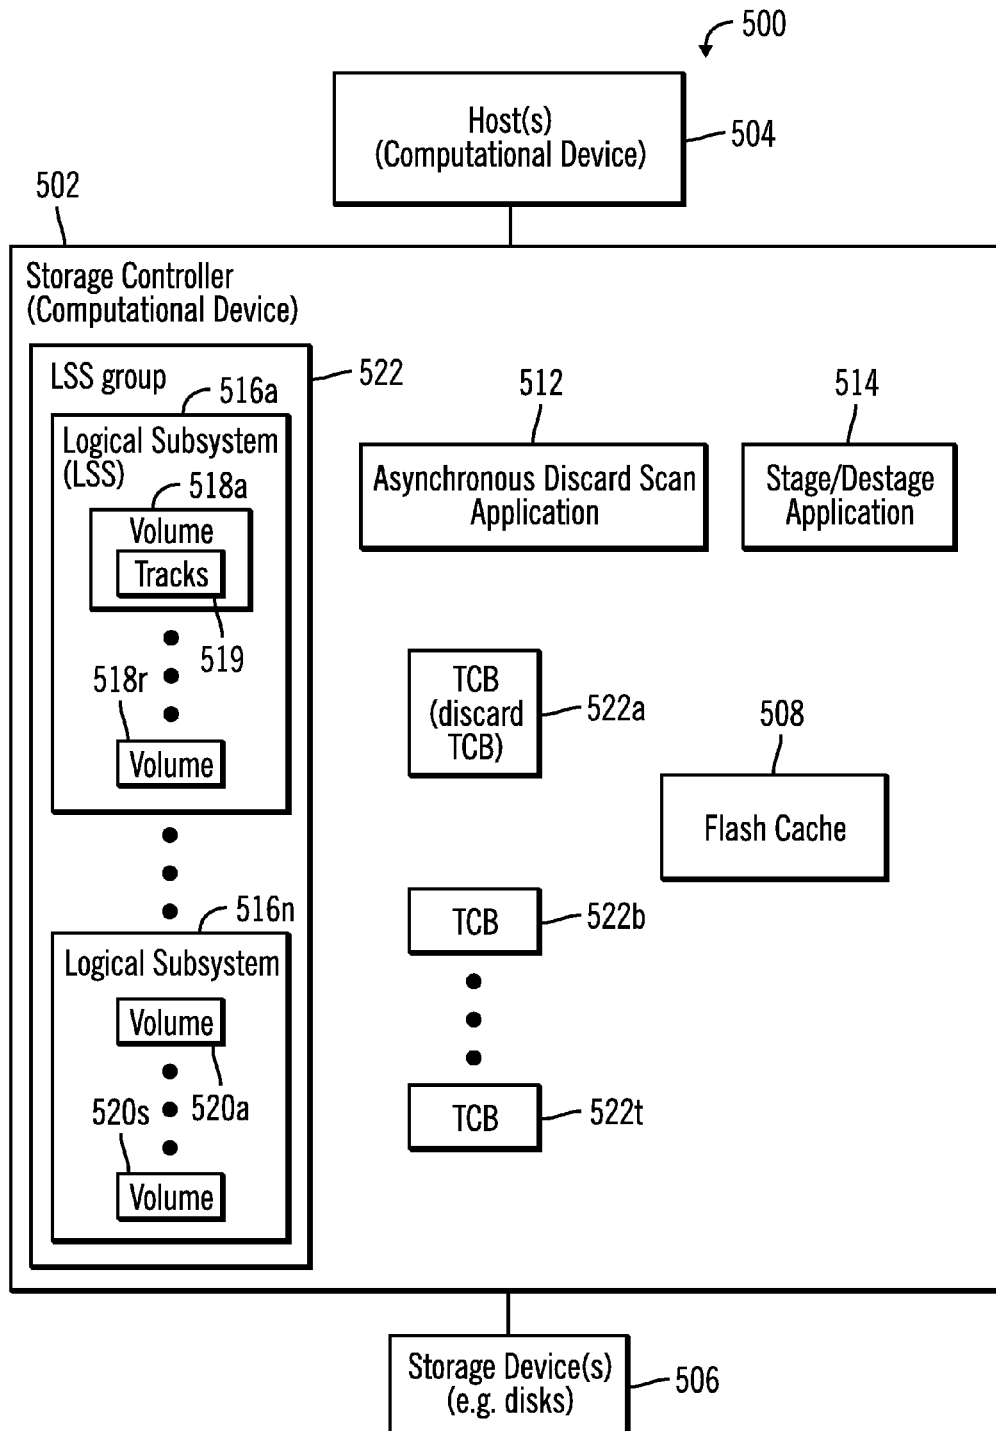 500
Host(s)
(Computational Device)
504
502
Storage Controller
(Computational Device)
LSS group
522
516a
Logical Subsystem
(LSS)
518a
Volume
Tracks
519
518r
Volume
512
Asynchronous Discard Scan
Application
514
Stage/Destage
Application
TCB
(discard
TCB)
522a
508
Flash Cache
516n
Logical Subsystem
Volume
520a
520s
Volume
TCB
522b
TCB
522t
Storage Device(s)
(e.g. disks)
506